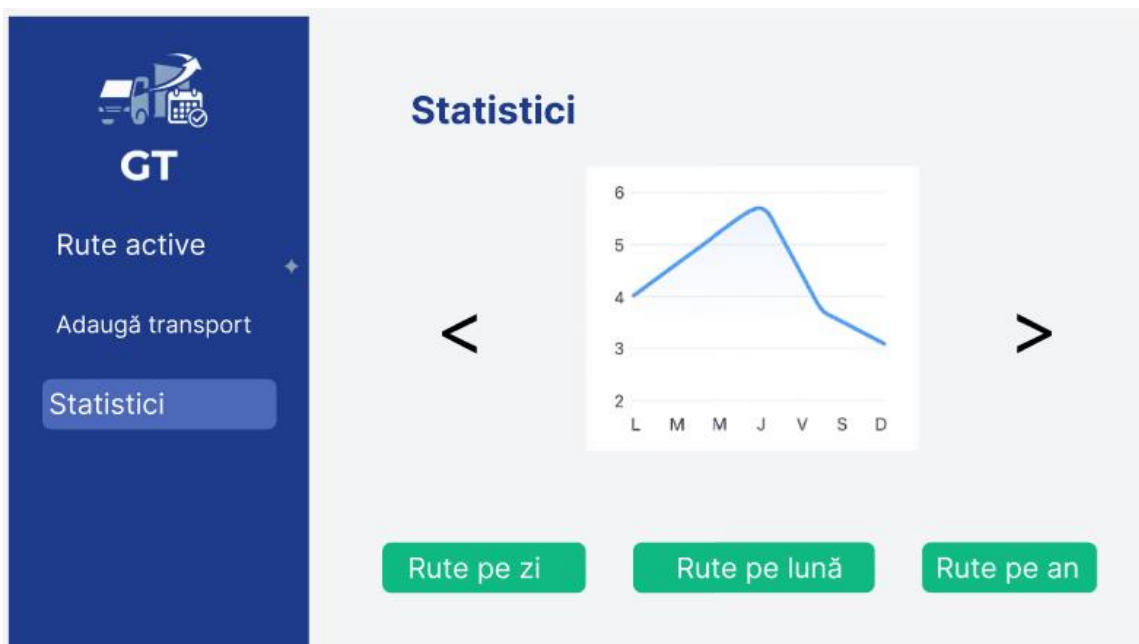 GT
Rute active
Adaugă transport
Statistici
Statistici
6
5
4
3
2
L M M J V S D
<
>
Rute pe zi
Rute pe lună
Rute pe an